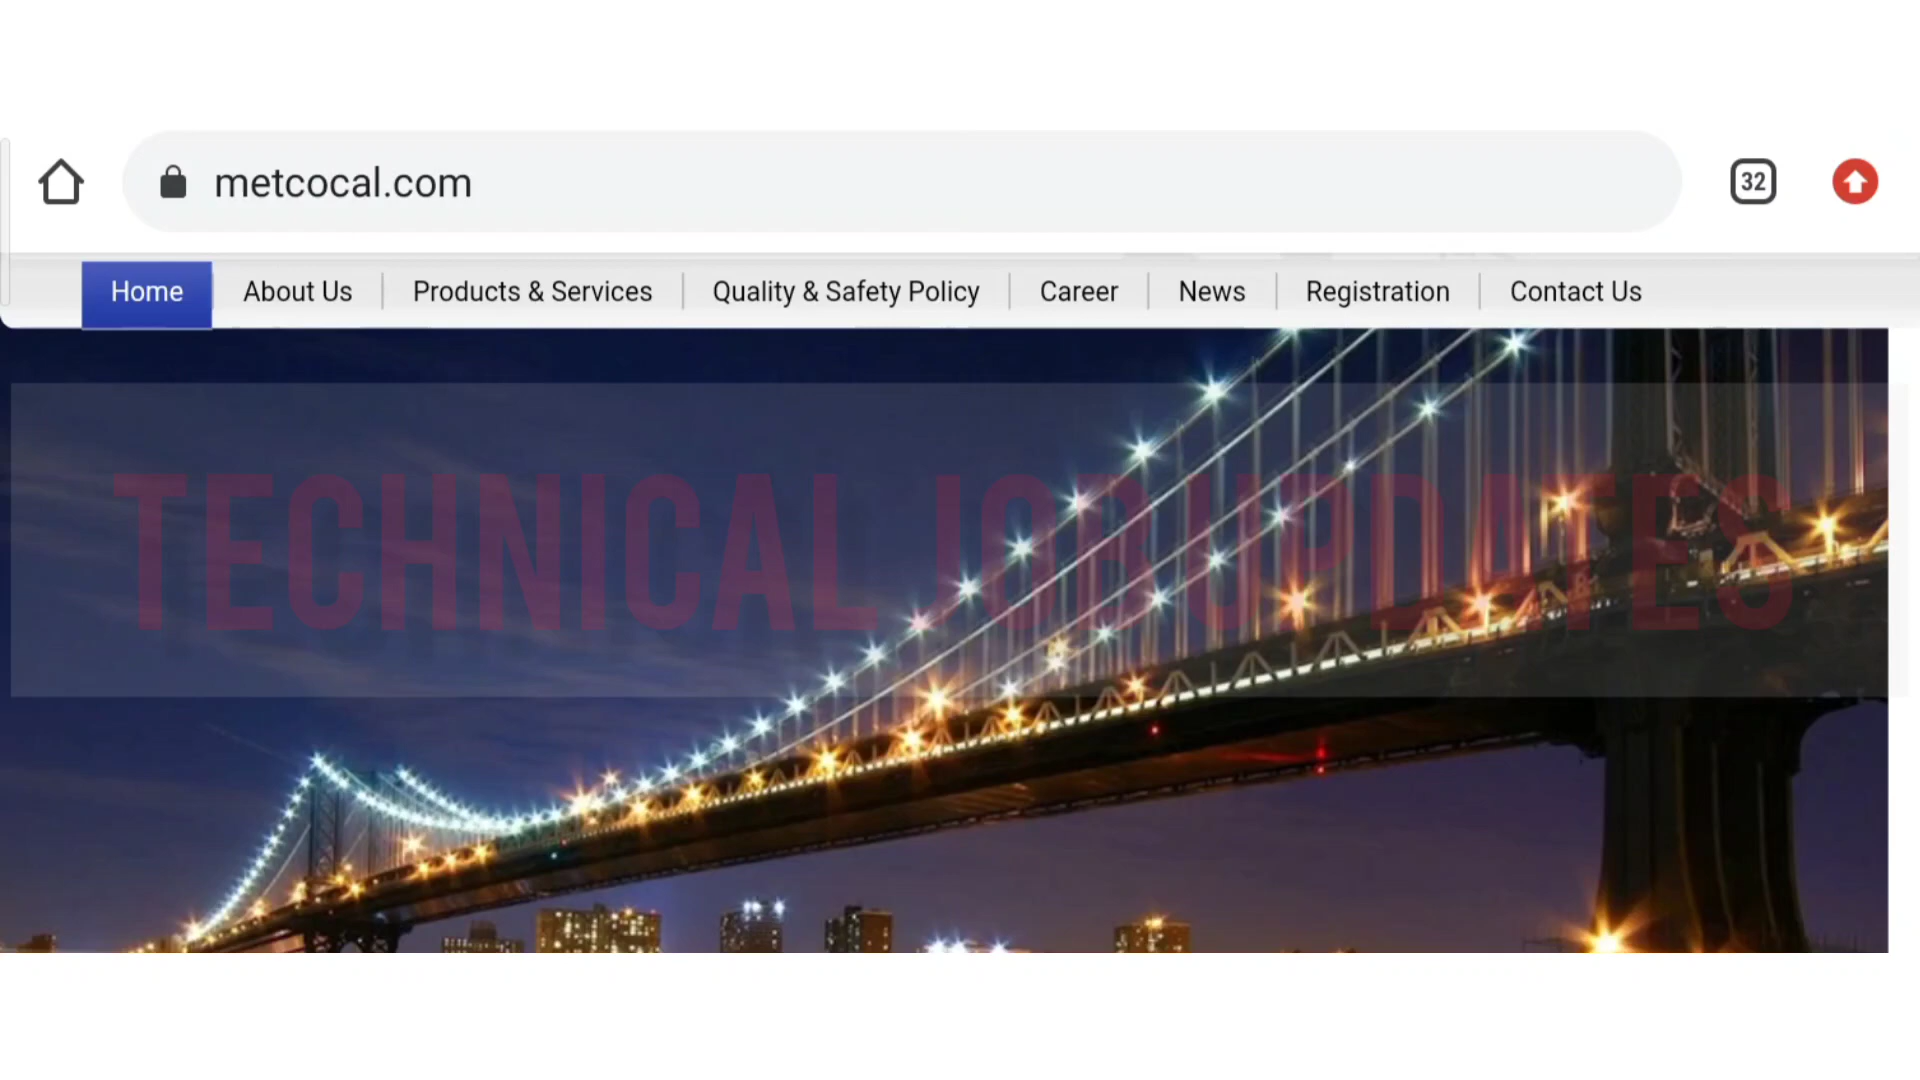 metcocal.com
32
Home About Us Products & Services Quality & Safety Policy Career News Registration Contact Us
TECHNICAL JOB UPDATES